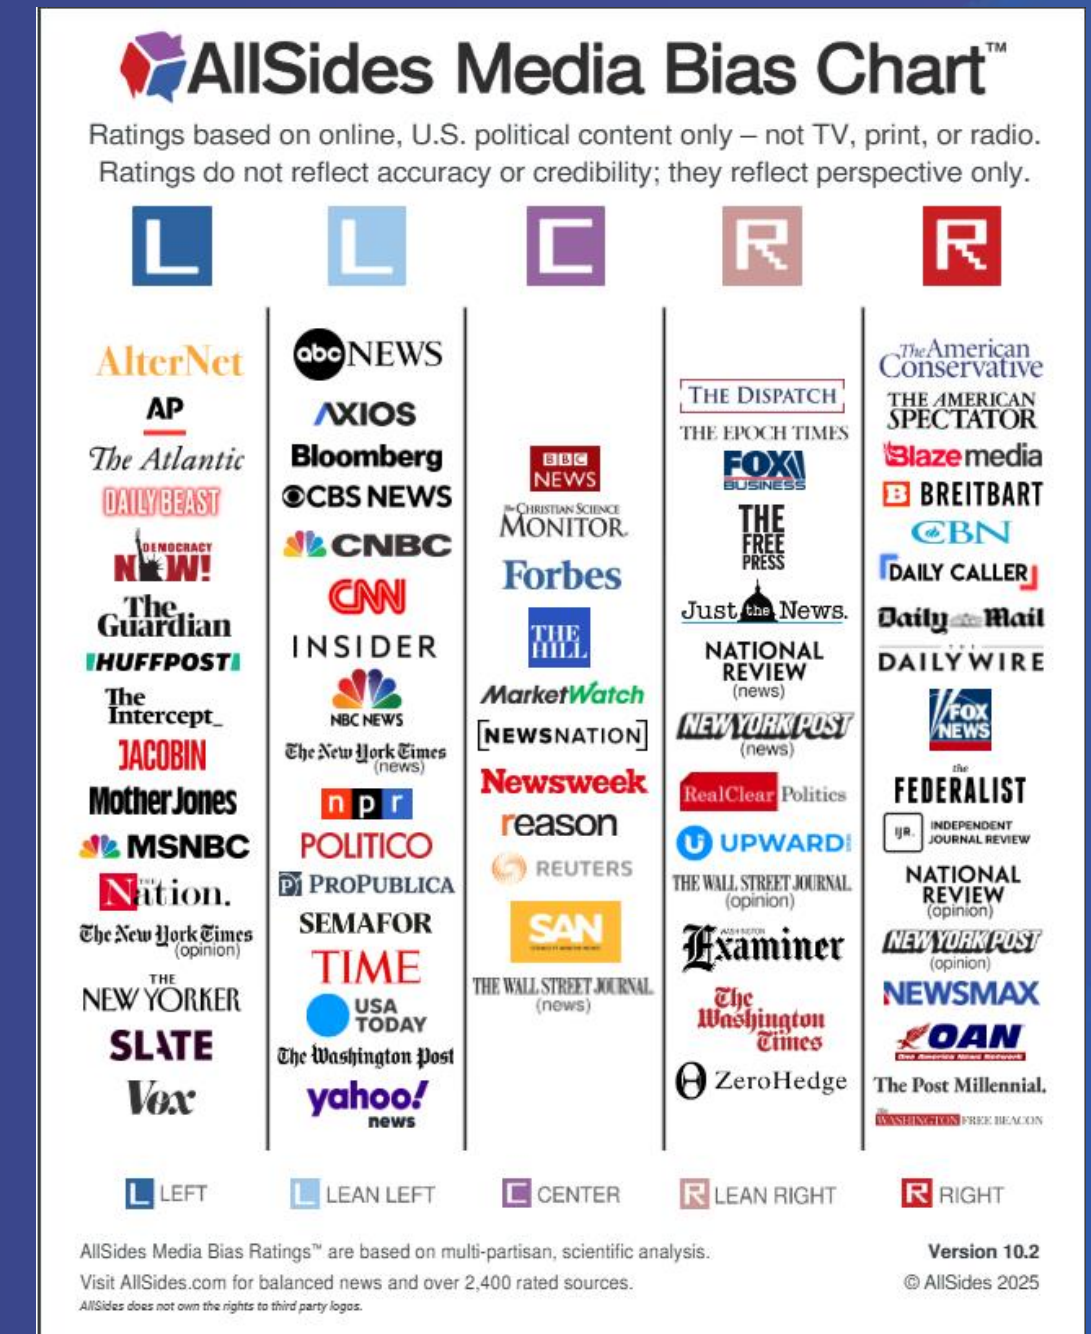 AllSides Media Bias Chart™
Ratings based on online, U.S. political content only – not TV, print, or radio.
Ratings do not reflect accuracy or credibility; they reflect perspective only.
L
L
C
R
R
AlterNet
AP
The Atlantic
DAILY BEAST
DEMOCRACY
NOW!
The
Guardian
HUFFPOST
The
Intercept_
JACOBIN
Mother Jones
MSNBC
THE
Nation.
The New York Times
(opinion)
THE
NEW YORKER
SLATE
Vox
abc NEWS
AXIOS
Bloomberg
CBS NEWS
CNBC
CNN
INSIDER
NBC NEWS
The New York Times
(news)
npr
POLITICO
P PROPUBLICA
SEMAFOR
TIME
USA
TODAY
The Washington Post
yahoo!
news
BBC
NEWS
The CHRISTIAN SCIENCE
MONITOR
Forbes
THE
HILL
MarketWatch
[NEWSNATION]
Newsweek
reason
REUTERS
SAN
THE WALL STREET JOURNAL.
(news)
THE DISPATCH
THE EPOCH TIMES
FOX
BUSINESS
THE
FREE
PRESS
Just the News.
NATIONAL
REVIEW
(news)
NEW YORK POST
(news)
RealClear Politics
U UPWARD
THE WALL STREET JOURNAL.
(opinion)
WASHINGTON
Examiner
The
Washington
Times
ZeroHedge
The American
Conservative
THE AMERICAN
SPECTATOR
Blaze media
B BREITBART
CBN
DAILY CALLER
Daily Mail
THE
DAILY WIRE
FOX
NEWS
the
FEDERALIST
IJR. INDEPENDENT
JOURNAL REVIEW
NATIONAL
REVIEW
(opinion)
NEW YORK POST
(opinion)
NEWSMAX
OAN
One America News Network
The Post Millennial.
The
WASHINGTON FREE BEACON
L LEFT
L LEAN LEFT
C CENTER
R LEAN RIGHT
R RIGHT
AllSides Media Bias Ratings™ are based on multi-partisan, scientific analysis.
Version 10.2
Visit AllSides.com for balanced news and over 2,400 rated sources.
© AllSides 2025
AllSides does not own the rights to third party logos.